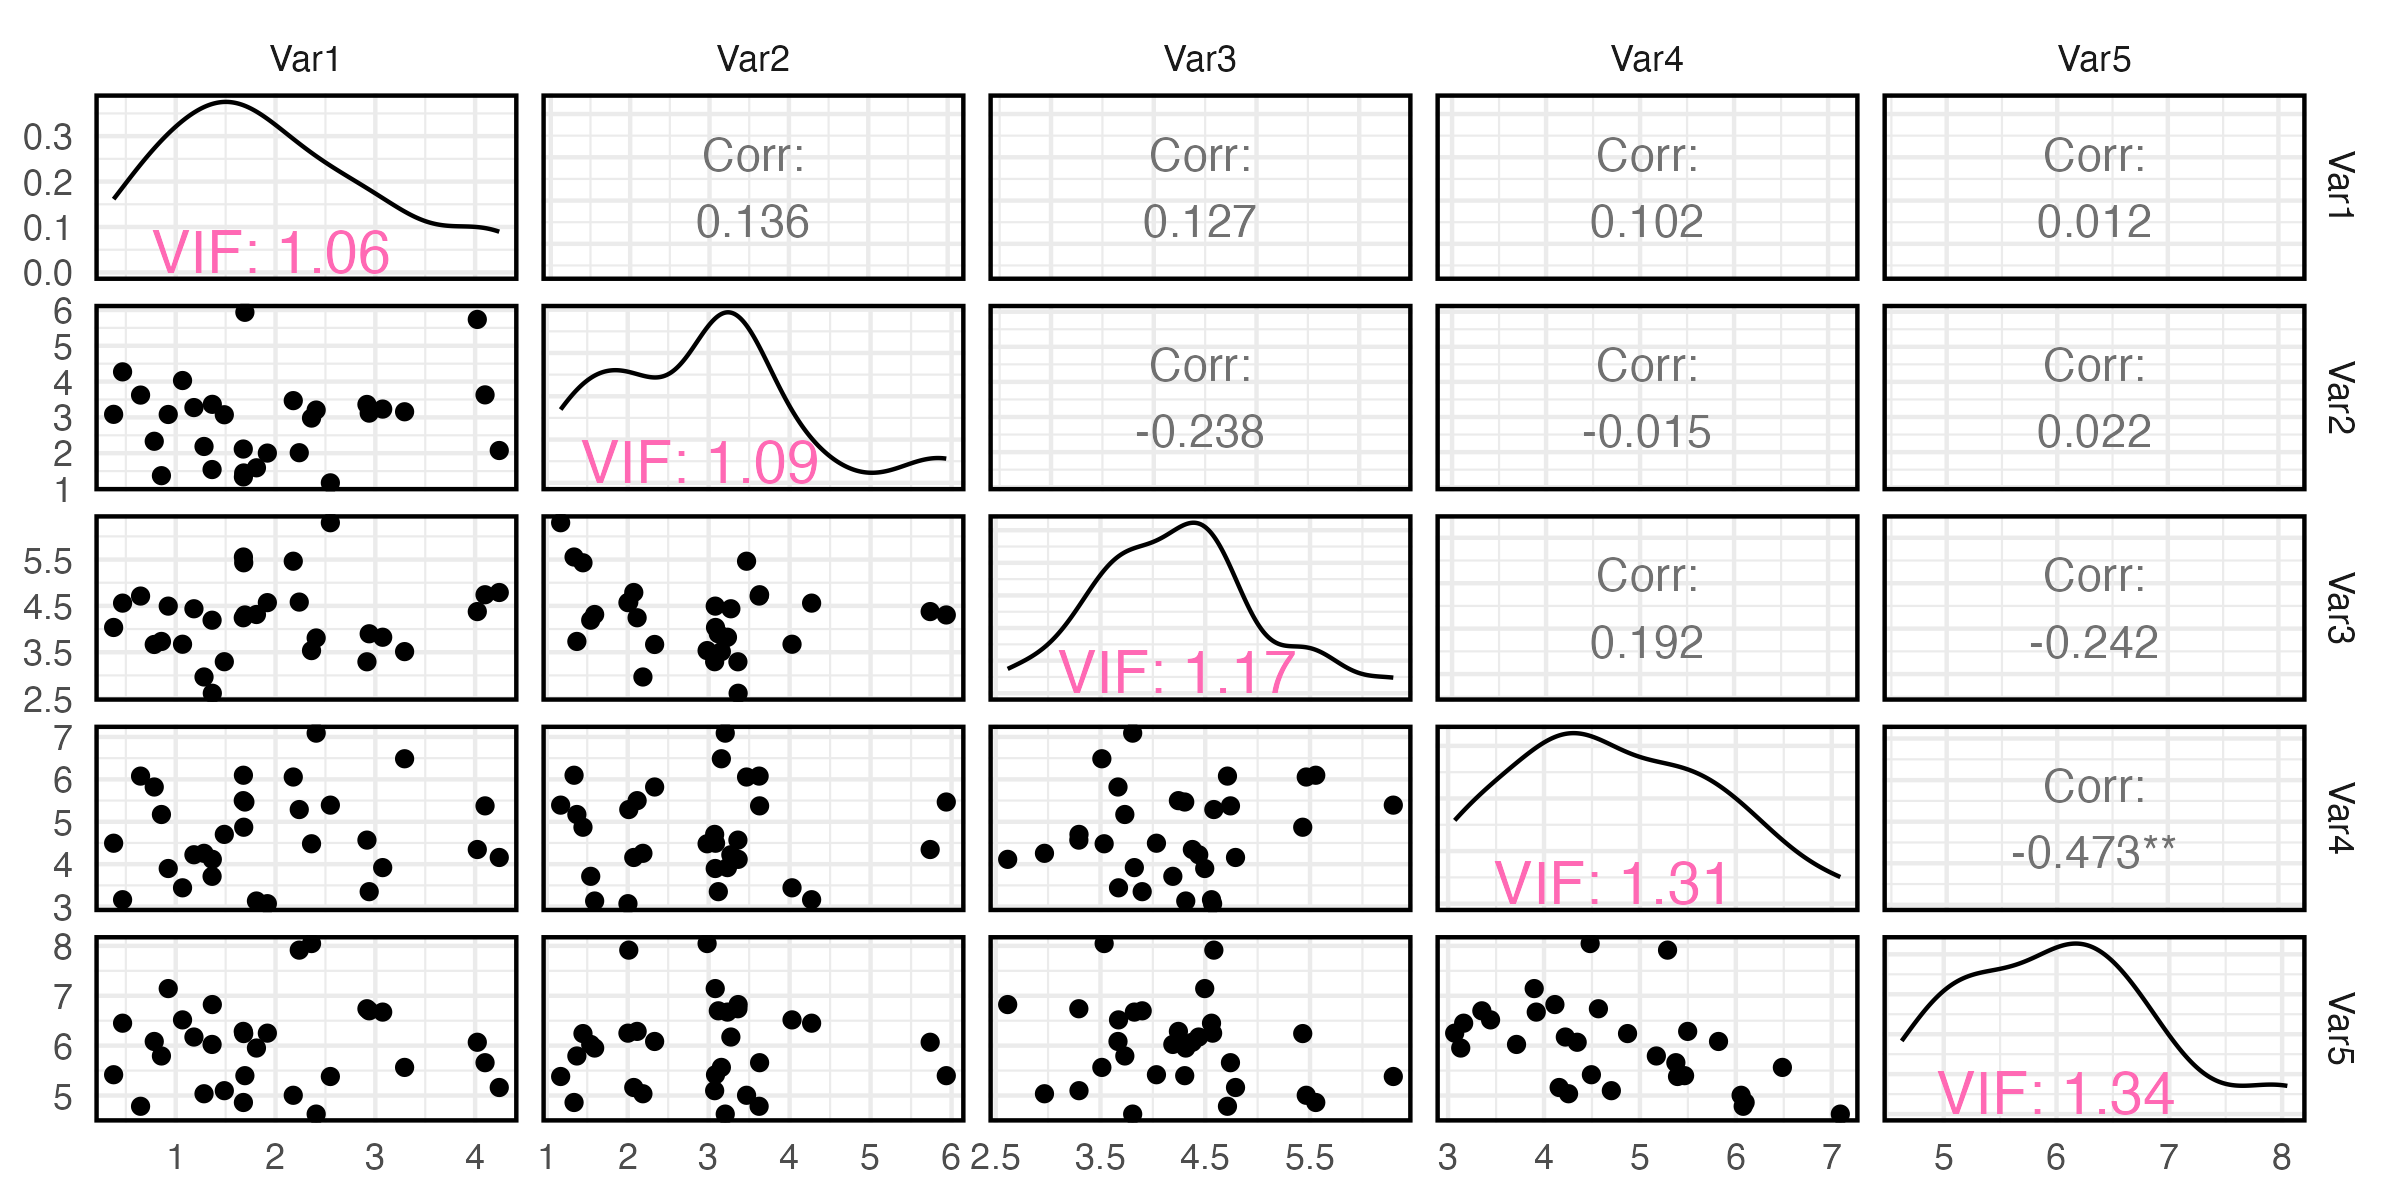 Var1 Var2 Var3 Var4 Var5
0.3
0.2
0.1
0.0
VIF: 1.06
Corr:
0.136
Corr:
0.127
Corr:
0.102
Corr:
0.012
Var1
6
5
4
3
2
1
VIF: 1.09
Corr:
-0.238
Corr:
-0.015
Corr:
0.022
Var2
5.5
4.5
3.5
2.5
VIF: 1.17
Corr:
0.192
Corr:
-0.242
Var3
7
6
5
4
3
VIF: 1.31
Corr:
-0.473**
Var4
8
7
6
5
VIF: 1.34
Var5
1 2 3 4 1 2 3 4 5 6 2.5 3.5 4.5 5.5 3 4 5 6 7 5 6 7 8